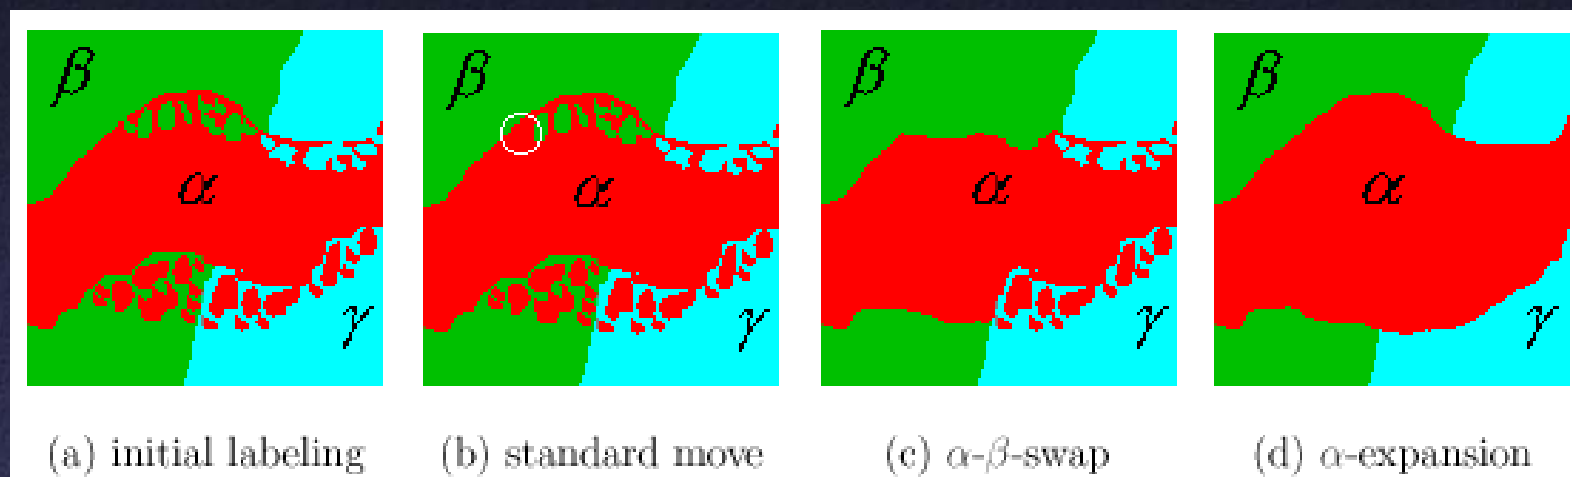 β
α
γ
(a) initial labeling
β
α
γ
(b) standard move
β
α
γ
(c) α-β-swap
β
α
γ
(d) α-expansion